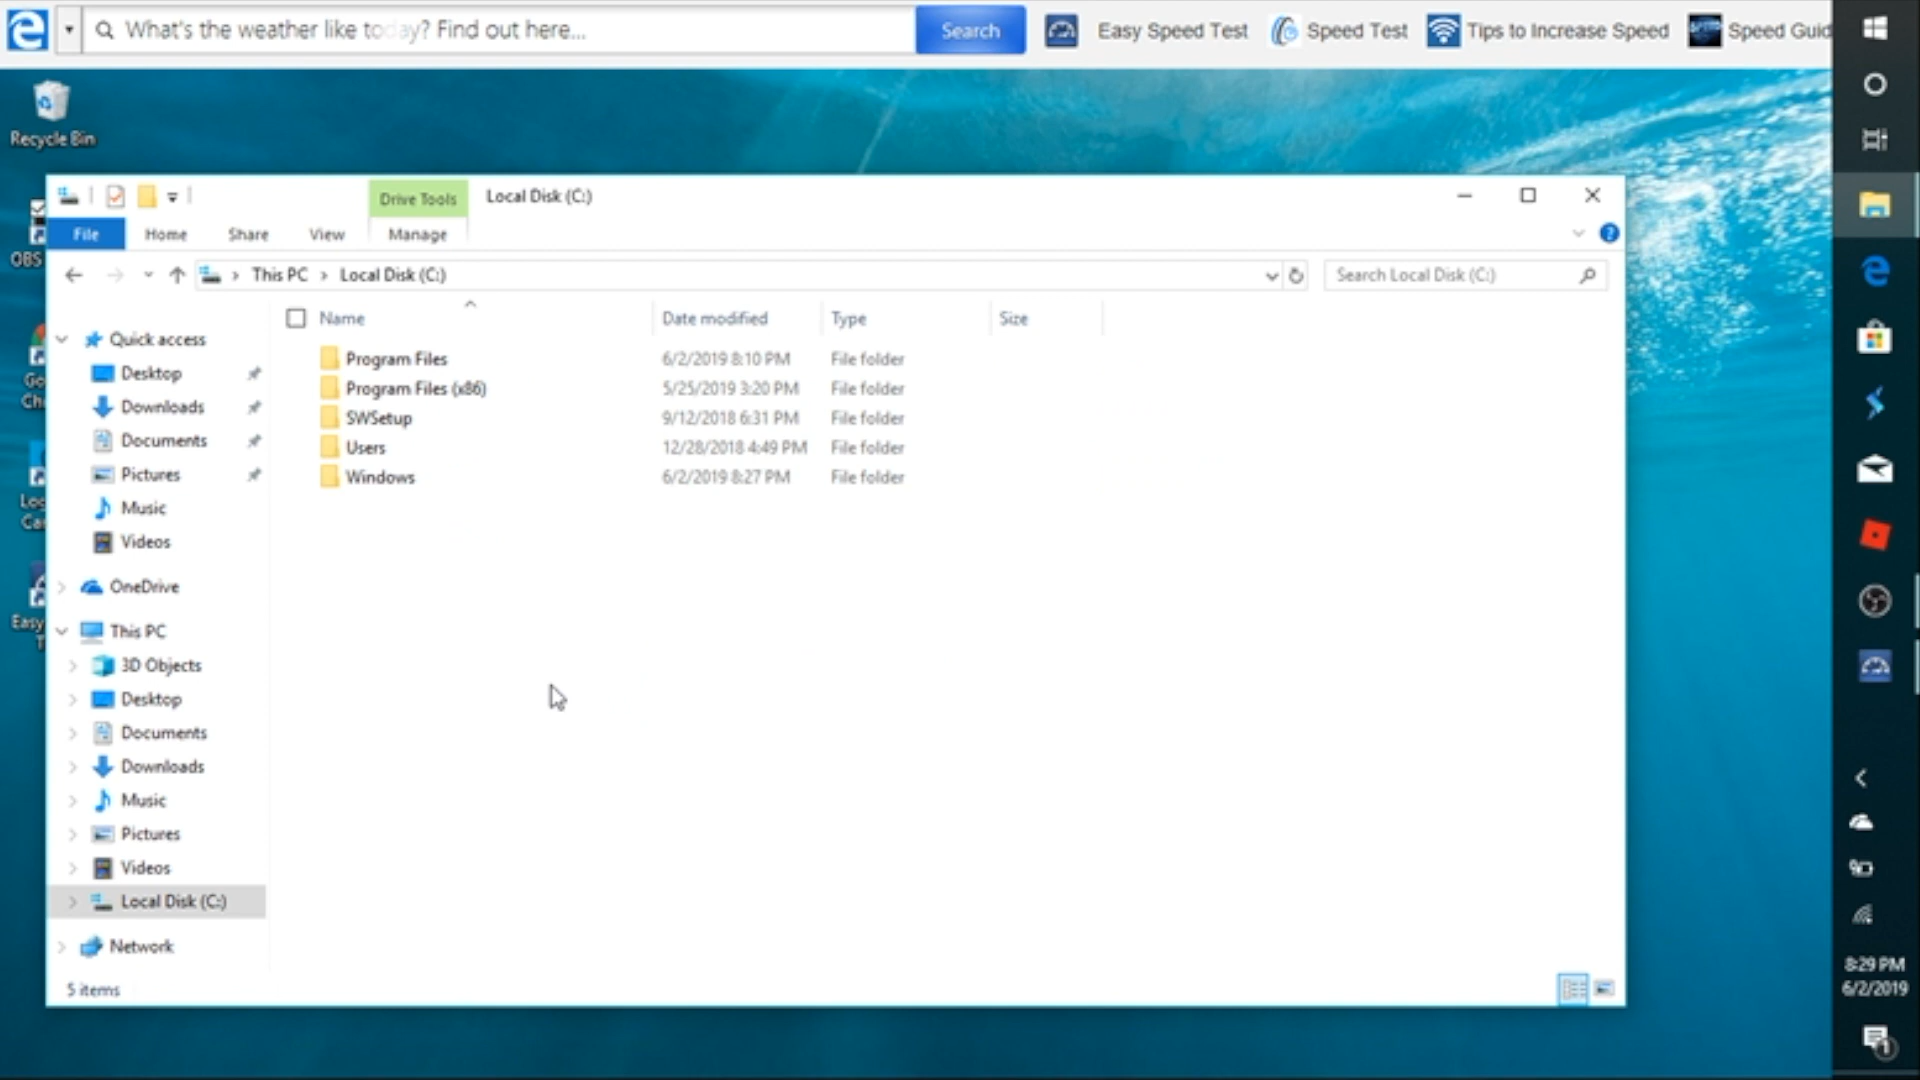 What's the weather like today? Find out here...
Search
Easy Speed Test
Speed Test
Tips to Increase Speed
Speed Guid
Recycle Bin
OBS
Go
Ch
Los
Ca
Easy
T
Drive Tools
Local Disk (C:)
File
Home
Share
View
Manage
This PC
Local Disk (C:)
Search Local Disk (C:)
Name
Date modified
Type
Size
Program Files
6/2/2019 8:10 PM
File folder
Program Files (x86)
5/25/2019 3:20 PM
File folder
SWSetup
9/12/2018 6:31 PM
File folder
Users
12/28/2018 4:49 PM
File folder
Windows
6/2/2019 8:27 PM
File folder
Quick access
Desktop
Downloads
Documents
Pictures
Music
Videos
OneDrive
This PC
3D Objects
Desktop
Documents
Downloads
Music
Pictures
Videos
Local Disk (C:)
Network
5 items
8:29 PM
6/2/2019
1